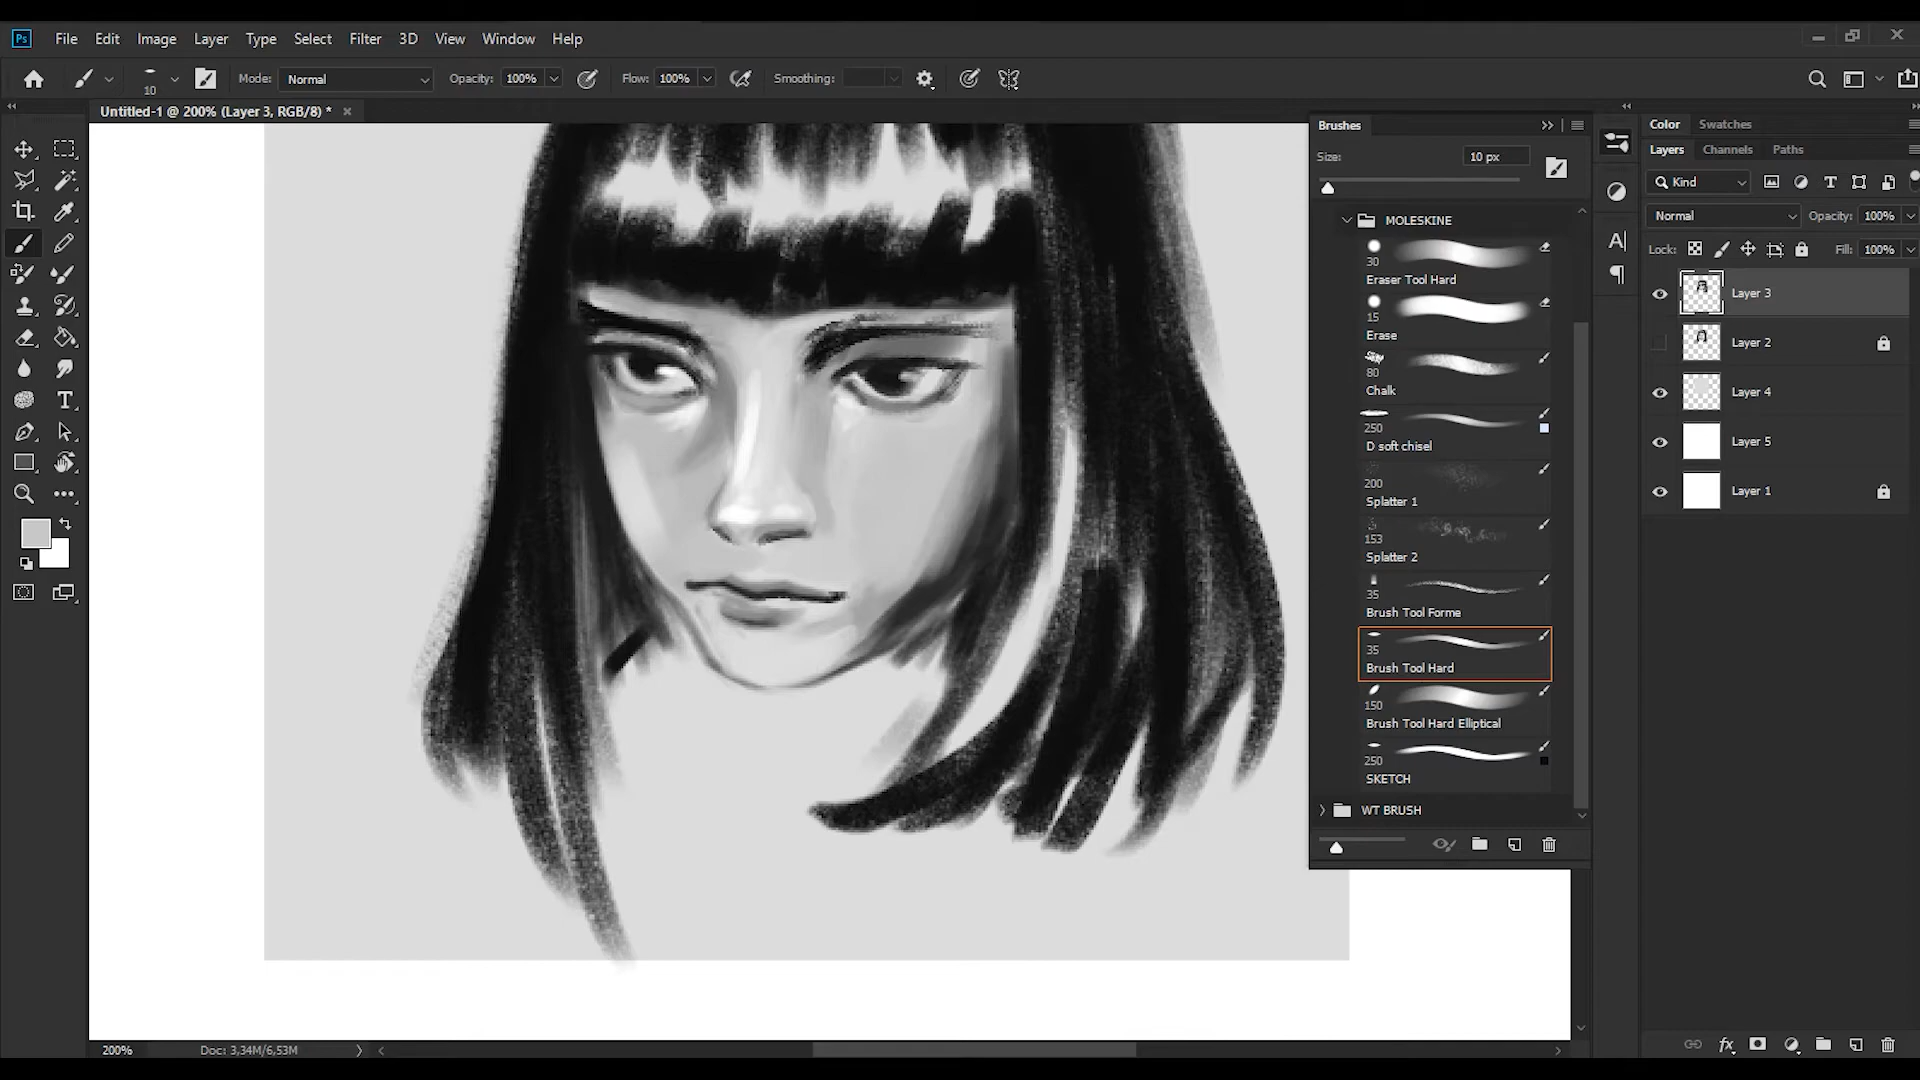 Ps File Edit Image Layer Type Select Filter 3D View Window Help
10 Mode: Normal Opacity: 100% Flow: 100% Smoothing:
Untitled-1 @ 200% (Layer 3, RGB/8) *
Brushes
Size: 10 px
MOLESKINE
30
Eraser Tool Hard
15
Erase
80
Chalk
250
D soft chisel
200
Splatter 1
153
Splatter 2
35
Brush Tool Forme
35
Brush Tool Hard
150
Brush Tool Hard Elliptical
250
SKETCH
WT BRUSH
Color Swatches
Layers Channels Paths
Kind
Normal Opacity: 100%
Lock: Fill: 100%
Layer 3
Layer 2
Layer 4
Layer 5
Layer 1
200% Doc: 3,34M/6,53M
fx